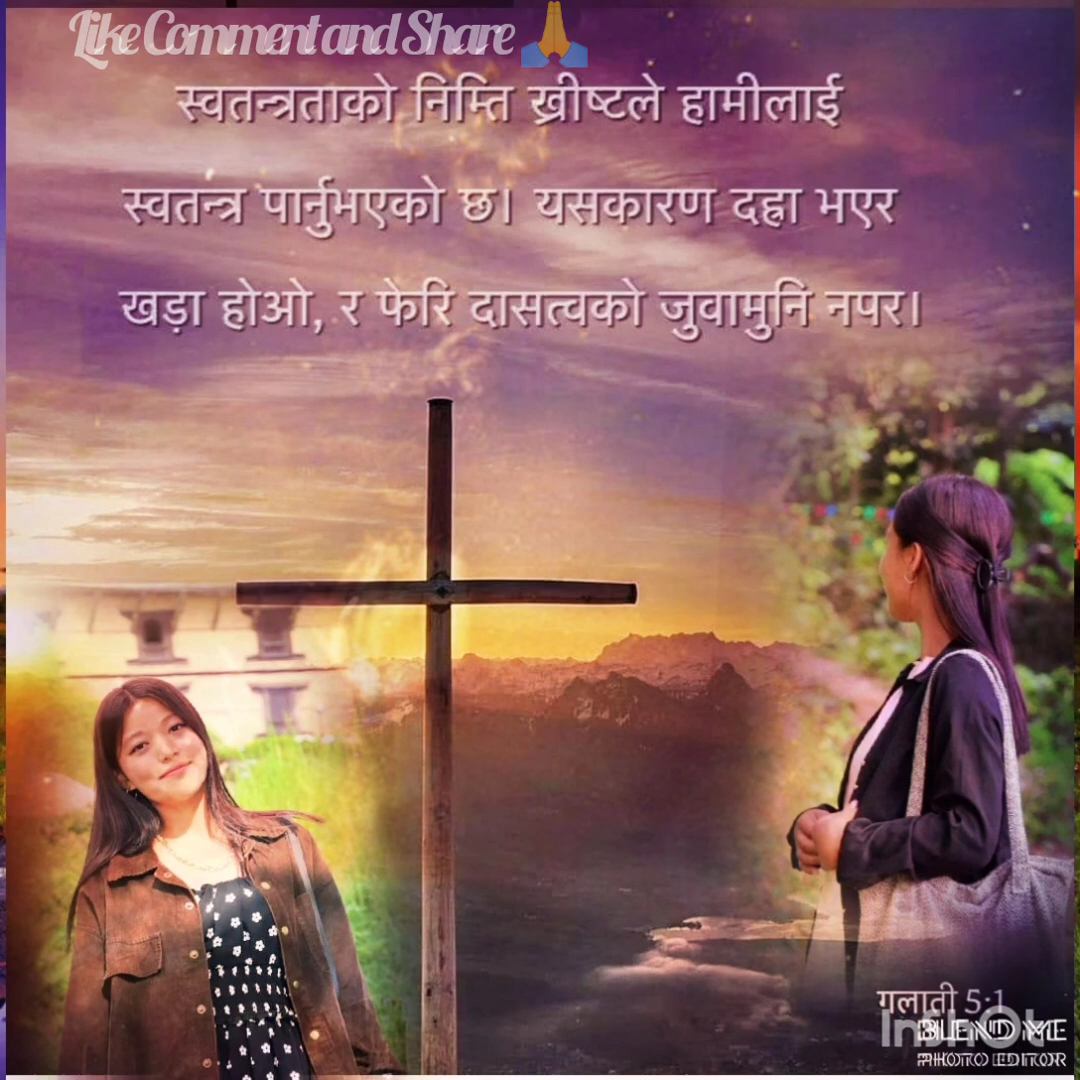 Like Comment and Share 🙏
स्वतन्त्रताको निम्ति ख्रीष्टले हामीलाई
स्वतन्त्र पार्नुभएको छ। यसकारण दह्रा भएर
खड़ा होओ, र फेरि दासत्वको जुवामुनि नपर।
गलाती 5:1
BLEND ME
PHOTO EDITOR